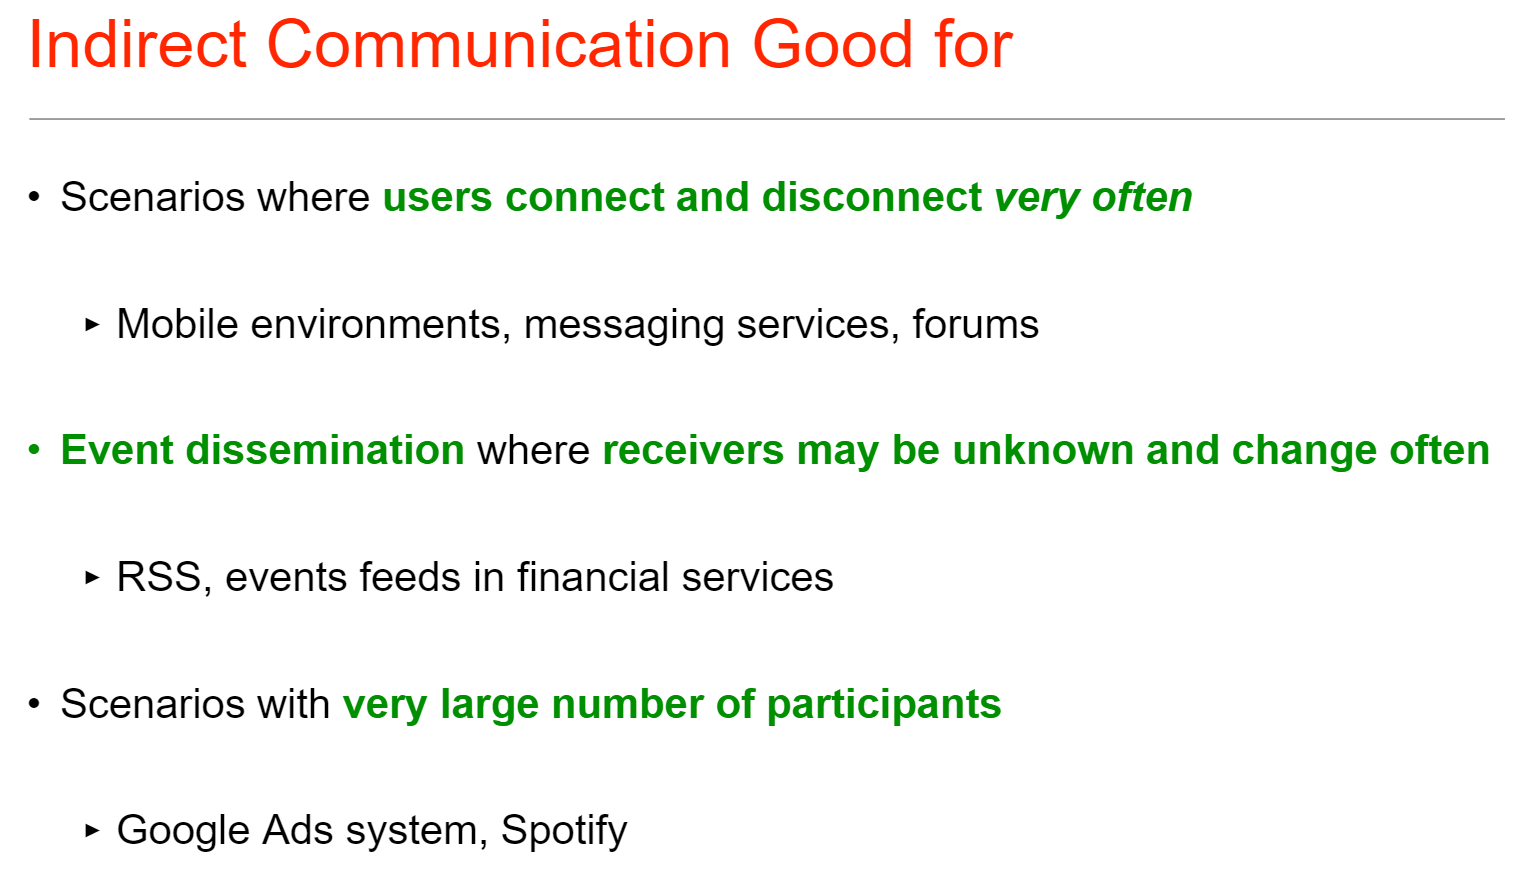 Indirect Communication Good for
• Scenarios where users connect and disconnect very often
▸ Mobile environments, messaging services, forums
• Event dissemination where receivers may be unknown and change often
▸ RSS, events feeds in financial services
• Scenarios with very large number of participants
▸ Google Ads system, Spotify